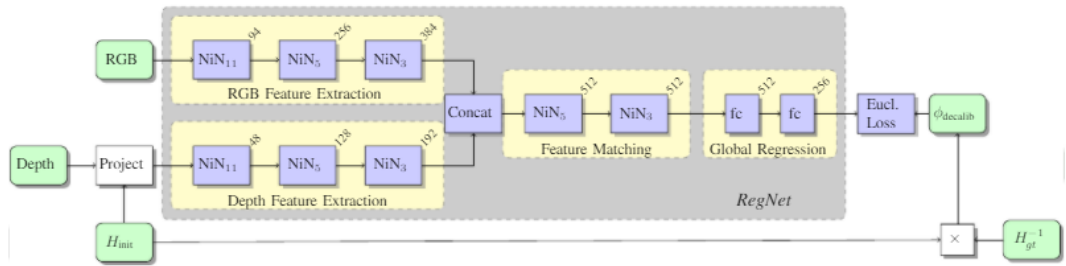 RGB
NiN₁₁
94
NiN₅
256
NiN₃
384
RGB Feature Extraction
Depth
Project
NiN₁₁
48
NiN₅
128
NiN₃
192
Depth Feature Extraction
Concat
NiN₅
512
NiN₃
512
Feature Matching
fc
512
fc
256
Global Regression
Eucl.
Loss
ϕdecalib
RegNet
Hinit
×
H⁻¹gt